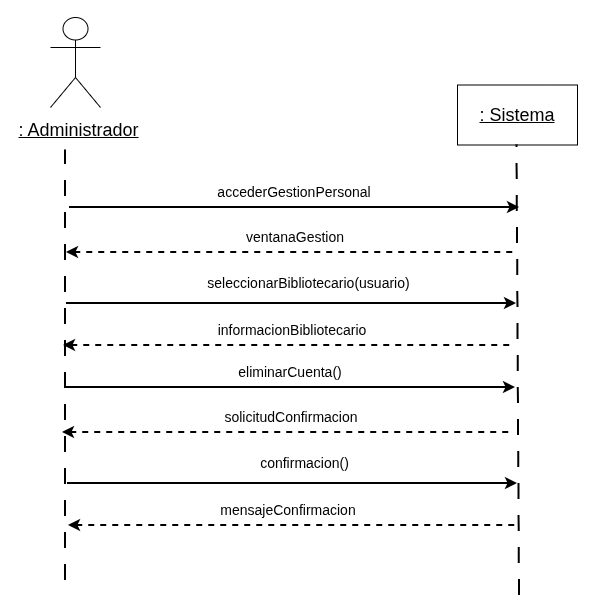 : Administrador
: Sistema
accederGestionPersonal
ventanaGestion
seleccionarBibliotecario(usuario)
informacionBibliotecario
eliminarCuenta()
solicitudConfirmacion
confirmacion()
mensajeConfirmacion